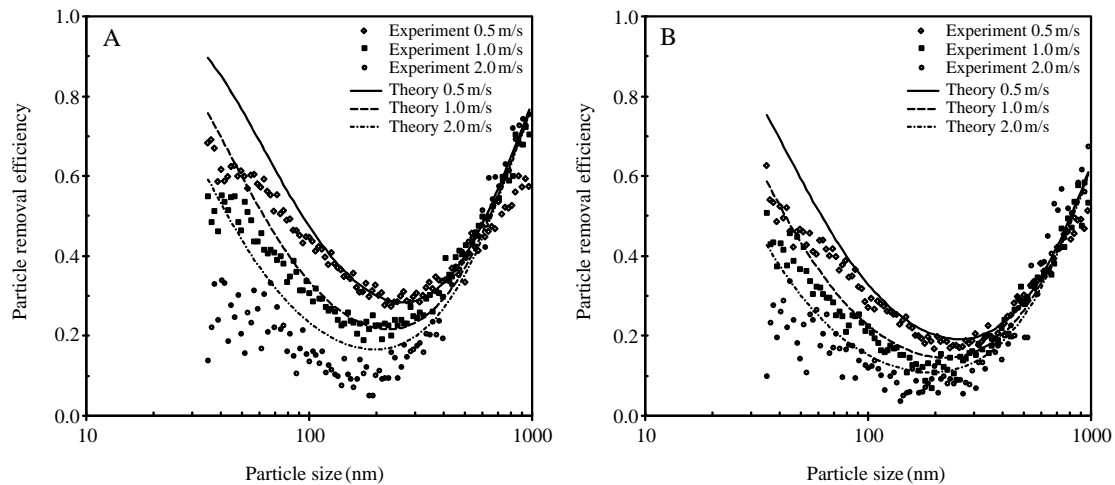 A
Experiment 0.5 m/s
Experiment 1.0 m/s
Experiment 2.0 m/s
Theory 0.5 m/s
Theory 1.0 m/s
Theory 2.0 m/s
1.0
0.8
0.6
0.4
0.2
0.0
Particle removal efficiency
10
100
1000
Particle size (nm)
B
Experiment 0.5 m/s
Experiment 1.0 m/s
Experiment 2.0 m/s
Theory 0.5 m/s
Theory 1.0 m/s
Theory 2.0 m/s
1.0
0.8
0.6
0.4
0.2
0.0
Particle removal efficiency
10
100
1000
Particle size (nm)